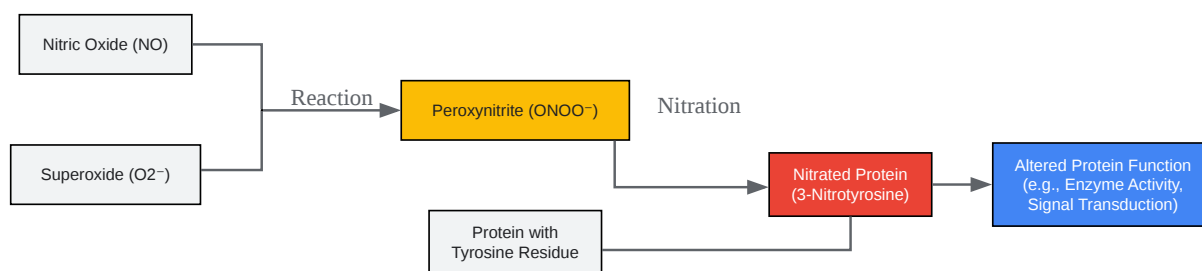 Nitric Oxide (NO)
Reaction
Peroxynitrite (ONOO⁻)
Nitration
Superoxide (O2⁻)
Nitrated Protein
(3-Nitrotyrosine)
Altered Protein Function
(e.g., Enzyme Activity,
Signal Transduction)
Protein with
Tyrosine Residue